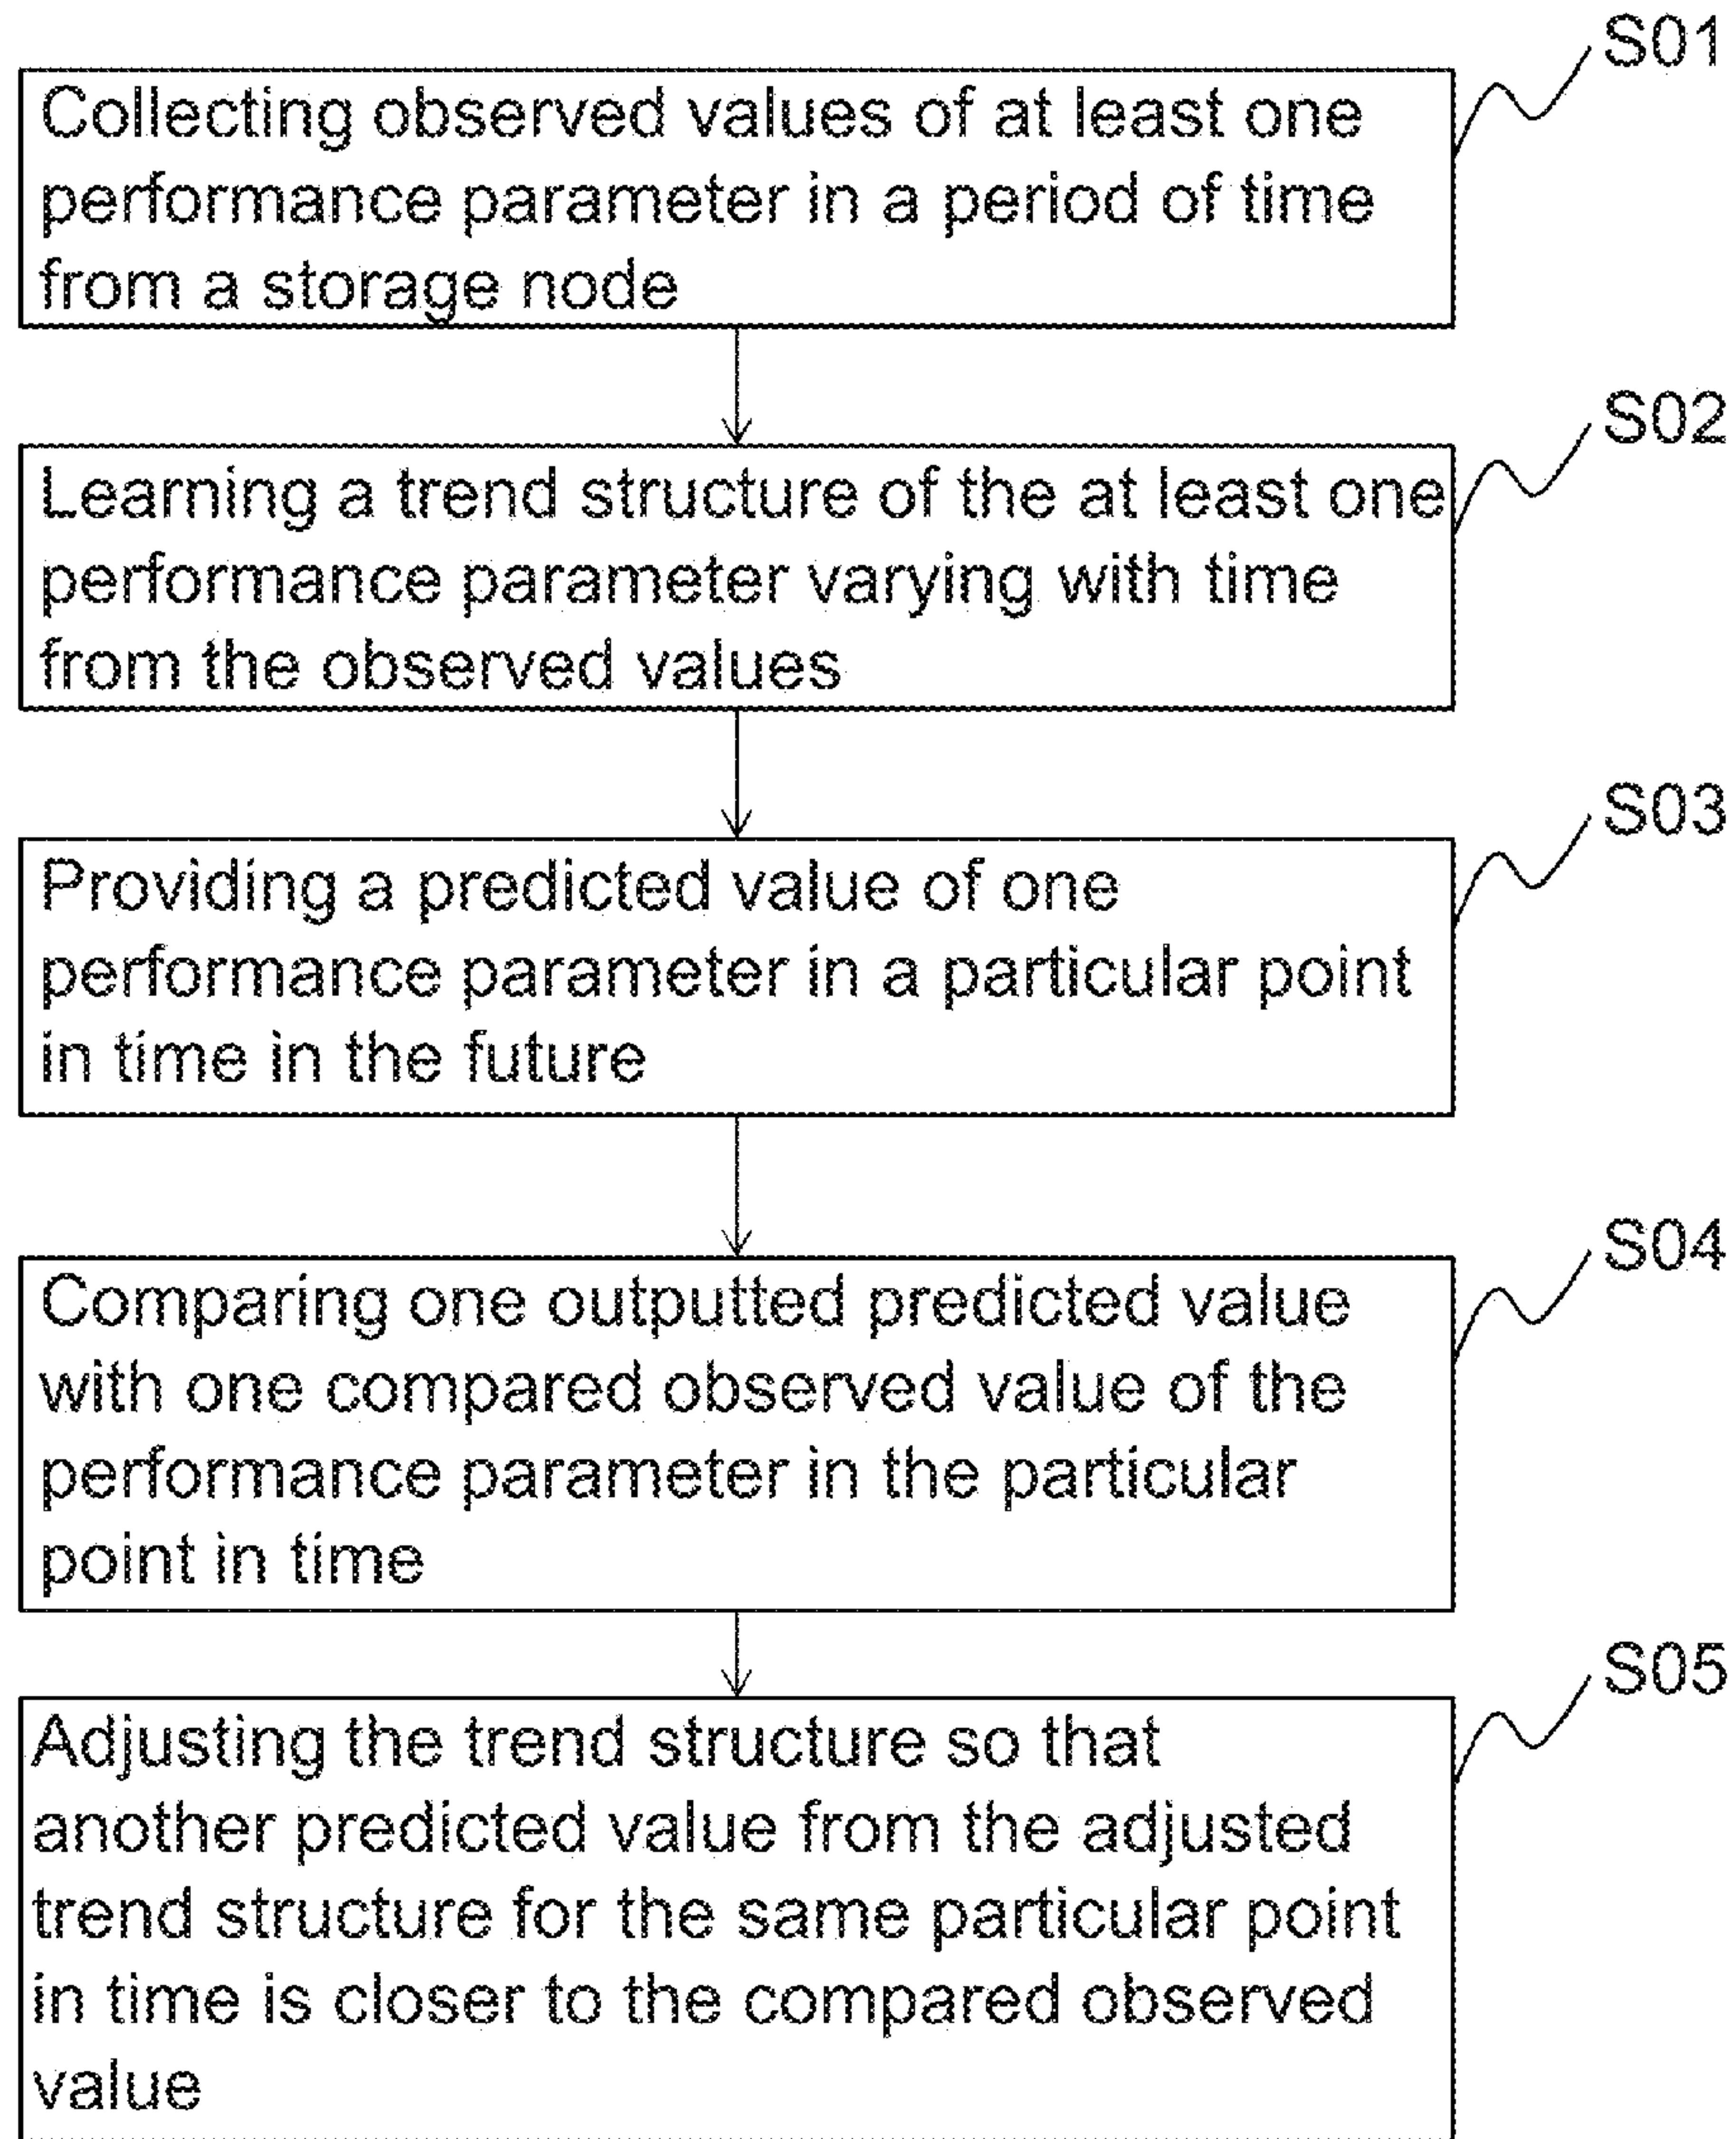 S01
Collecting observed values of at least one
performance parameter in a period of time
from a storage node
S02
Learning a trend structure of the at least one
performance parameter varying with time
from the observed values
S03
Providing a predicted value of one
performance parameter in a particular point
in time in the future
S04
Comparing one outputted predicted value
with one compared observed value of the
performance parameter in the particular
point in time
S05
Adjusting the trend structure so that
another predicted value from the adjusted
trend structure for the same particular point
in time is closer to the compared observed
value